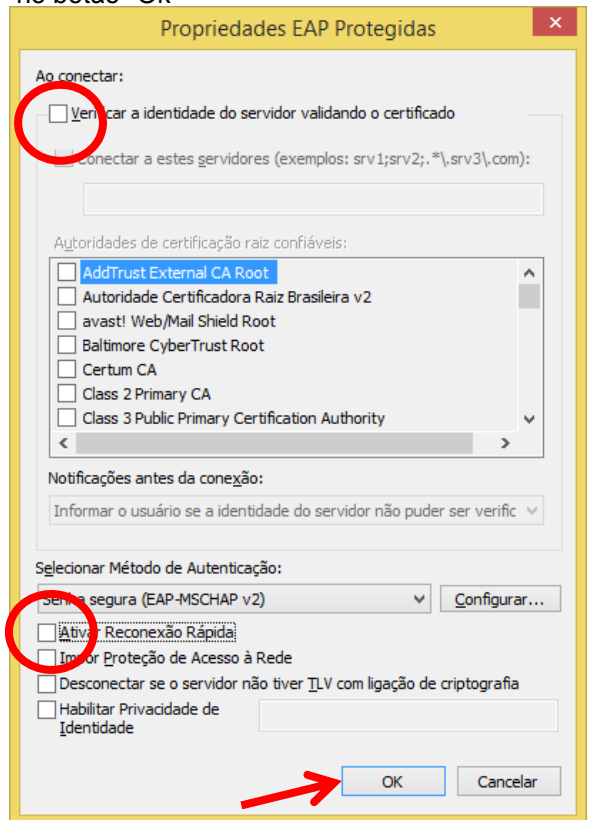 no botão "Ok"
Propriedades EAP Protegidas
Ao conectar:
Verificar a identidade do servidor validando o certificado
Conectar a estes servidores (exemplos: srv1;srv2;.*\.srv3\.com):
Autoridades de certificação raiz confiáveis:
AddTrust External CA Root
Autoridade Certificadora Raiz Brasileira v2
avast! Web/Mail Shield Root
Baltimore CyberTrust Root
Certum CA
Class 2 Primary CA
Class 3 Public Primary Certification Authority
Notificações antes da conexão:
Informar o usuário se a identidade do servidor não puder ser verific
Selecionar Método de Autenticação:
Senha segura (EAP-MSCHAP v2)
Configurar...
Ativar Reconexão Rápida
Impor Proteção de Acesso à Rede
Desconectar se o servidor não tiver TLV com ligação de criptografia
Habilitar Privacidade de
Identidade
OK
Cancelar